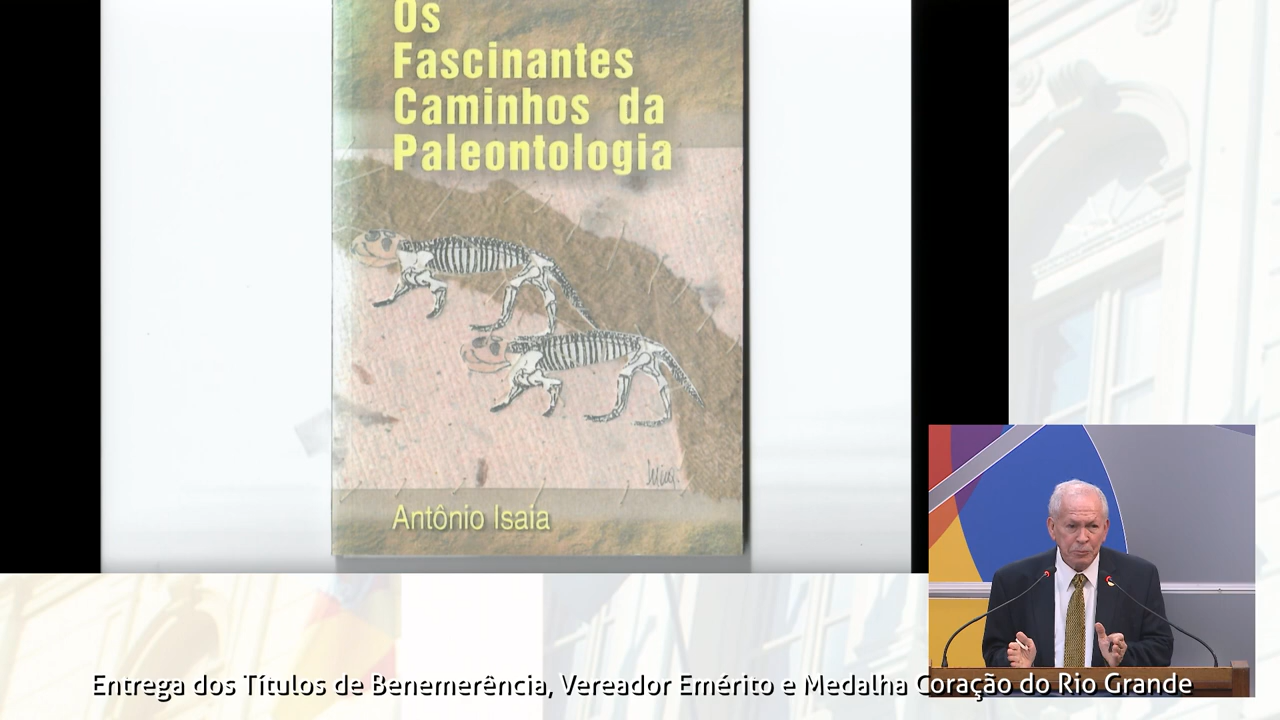 Os
Fascinantes
Caminhos da
Paleontologia
Antônio Isaia
Entrega dos Títulos de Benemerência, Vereador Emérito e Medalha Coração do Rio Grande